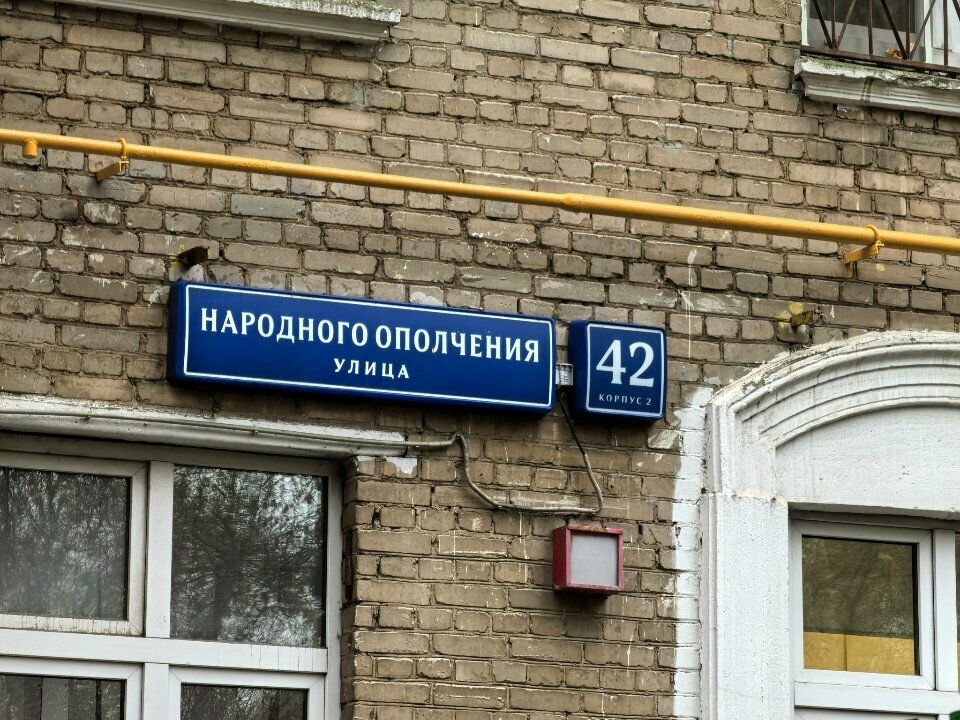 НАРОДНОГО ОПОЛЧЕНИЯ
УЛИЦА
42
КОРПУС 2